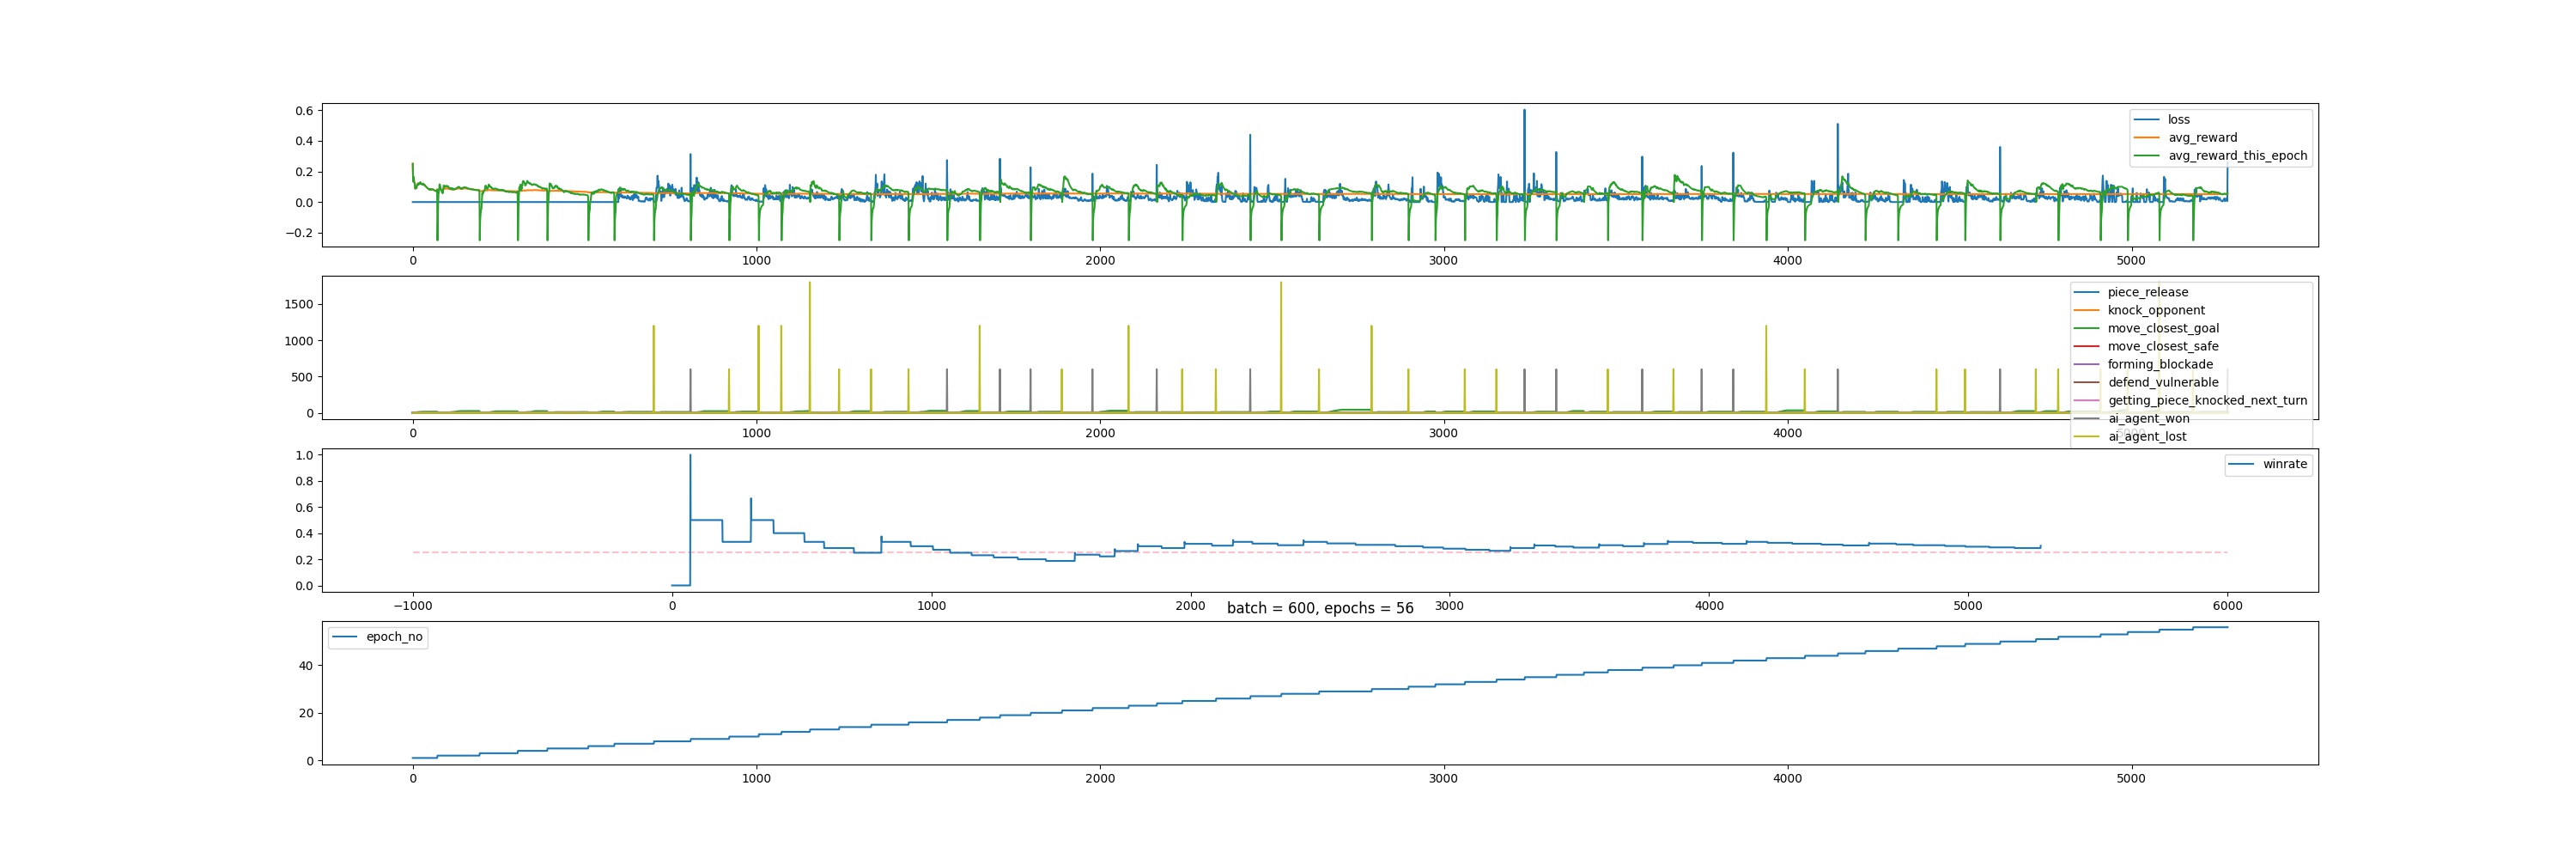 0.6
0.4
0.2
0.0
−0.2
loss
avg_reward
avg_reward_this_epoch
0 1000 2000 3000 4000 5000
1500
1000
500
0
piece_release
knock_opponent
move_closest_goal
move_closest_safe
forming_blockade
defend_vulnerable
getting_piece_knocked_next_turn
ai_agent_won
ai_agent_lost
0 1000 2000 3000 4000 5000
1.0
0.8
0.6
0.4
0.2
0.0
winrate
−1000 0 1000 2000 3000 4000 5000 6000
batch = 600, epochs = 56
epoch_no
40
20
0
0 1000 2000 3000 4000 5000